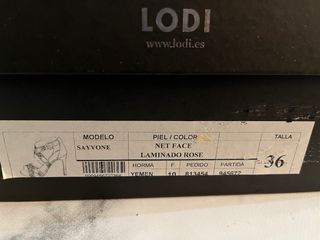 LODI
www.lodi.es
MODELO PIEL / COLOR TALLA
SAYVONE NET FACE
LAMINADO ROSE 36
HORMA F PEDIDO PARTIDA
YEMEN 10 813454 945672